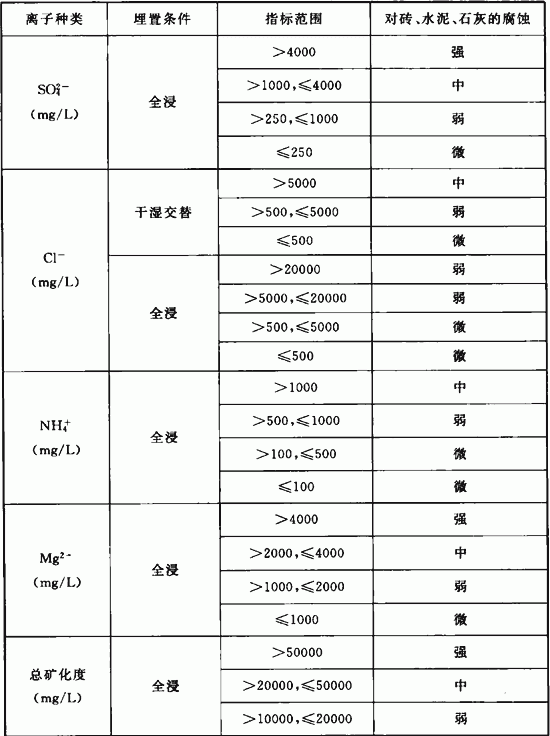 离子种类 埋置条件 指标范围 对砖、水泥、石灰的腐蚀
SO₄²⁻
(mg/L)
全浸
>4000 强
>1000,≤4000 中
>250,≤1000 弱
≤250 微
Cl⁻
(mg/L)
干湿交替
>5000 中
>500,≤5000 弱
≤500 微
全浸
>20000 弱
>5000,≤20000 弱
>500,≤5000 微
≤500 微
NH₄⁺
(mg/L)
全浸
>1000 中
>500,≤1000 弱
>100,≤500 微
≤100 微
Mg²⁻
(mg/L)
全浸
>4000 强
>2000,≤4000 中
>1000,≤2000 弱
≤1000 微
总矿化度
(mg/L)
全浸
>50000 强
>20000,≤50000 中
>10000,≤20000 弱